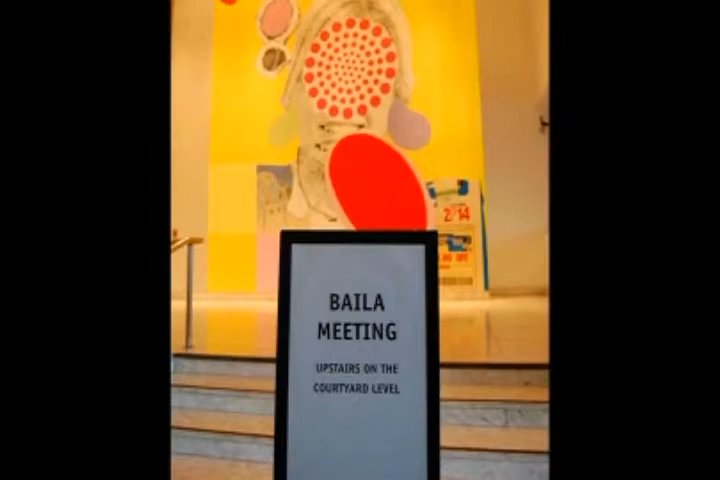 2/14
BAILA
MEETING
UPSTAIRS ON THE
COURTYARD LEVEL